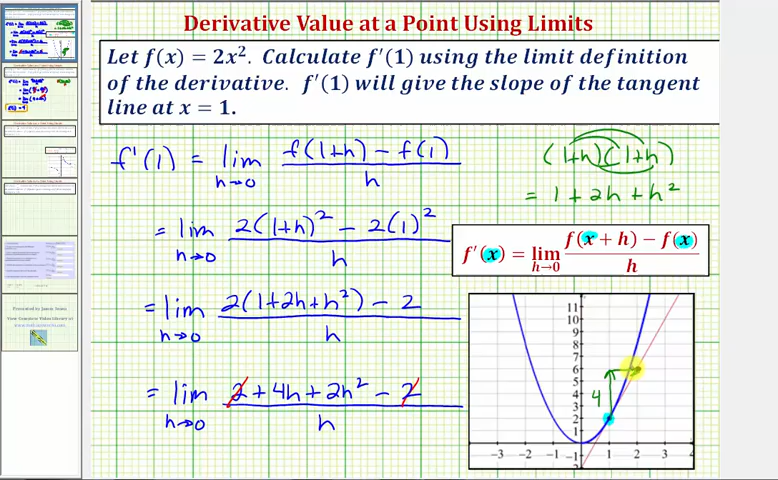 Derivative Value at a Point Using Limits
Let f(x) = 2x². Calculate f′(1) using the limit definition
of the derivative. f′(1) will give the slope of the tangent
line at x = 1.
f'(1) = lim h→0 (f(1+h) − f(1)) / h
(1+h)(1+h)
= 1 + 2h + h²
= lim h→0 (2(1+h)² − 2(1)²) / h
f′(x) = lim h→0 (f(x + h) − f(x)) / h
= lim h→0 (2(1+2h+h²) − 2) / h
= lim h→0 (2 + 4h + 2h² − 2) / h
11
10
9
8
7
6
5
4
3
2
1
−1
4
−3 −2 −1 0 1 2 3 4